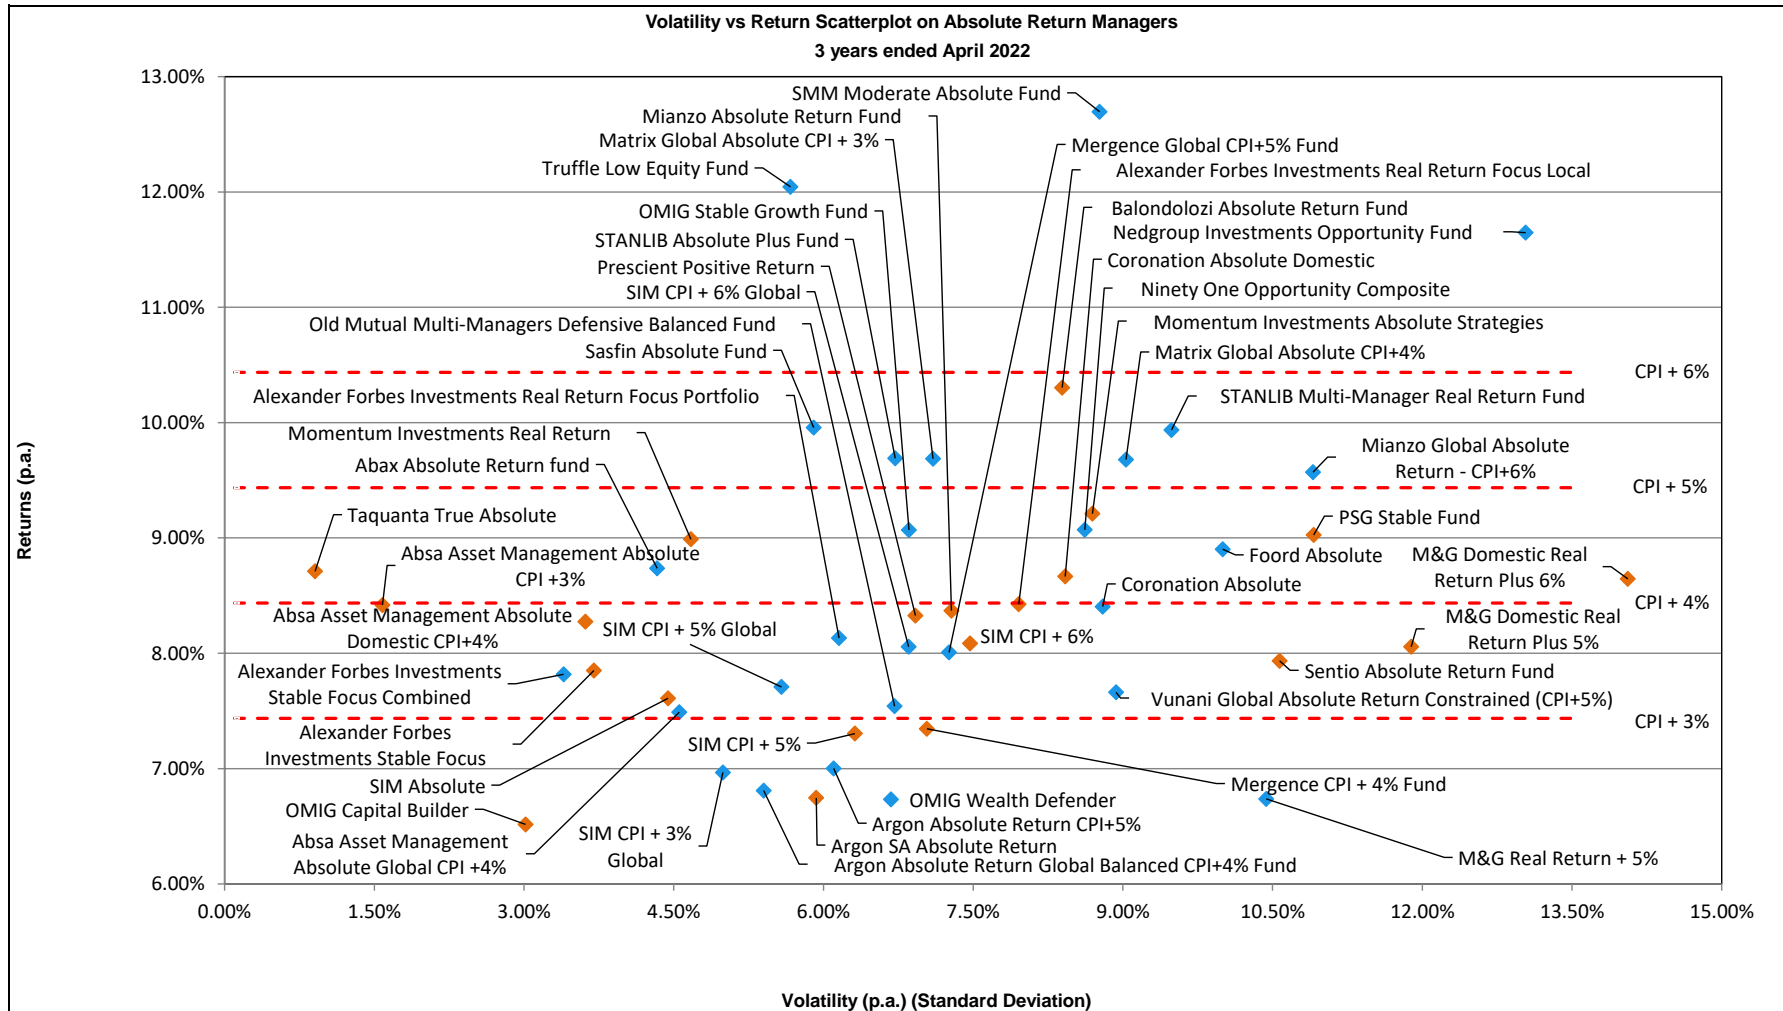 Volatility vs Return Scatterplot on Absolute Return Managers
3 years ended April 2022
Returns (p.a.)
13.00%
12.00%
11.00%
10.00%
9.00%
8.00%
7.00%
6.00%
SMM Moderate Absolute Fund
Mianzo Absolute Return Fund
Matrix Global Absolute CPI + 3%
Truffle Low Equity Fund
OMIG Stable Growth Fund
STANLIB Absolute Plus Fund
Prescient Positive Return
SIM CPI + 6% Global
Old Mutual Multi-Managers Defensive Balanced Fund
Sasfin Absolute Fund
Alexander Forbes Investments Real Return Focus Portfolio
Momentum Investments Real Return
Abax Absolute Return fund
Taquanta True Absolute
Absa Asset Management Absolute
CPI +3%
Absa Asset Management Absolute
Domestic CPI+4%
SIM CPI + 5% Global
Alexander Forbes Investments
Stable Focus Combined
Alexander Forbes
Investments Stable Focus
SIM Absolute
OMIG Capital Builder
Absa Asset Management
Absolute Global CPI +4%
SIM CPI + 3%
Global
SIM CPI + 5%
Mergence Global CPI+5% Fund
Alexander Forbes Investments Real Return Focus Local
Balondolozi Absolute Return Fund
Nedgroup Investments Opportunity Fund
Coronation Absolute Domestic
Ninety One Opportunity Composite
Momentum Investments Absolute Strategies
Matrix Global Absolute CPI+4%
CPI + 6%
STANLIB Multi-Manager Real Return Fund
Mianzo Global Absolute
Return - CPI+6%
CPI + 5%
PSG Stable Fund
Foord Absolute
M&G Domestic Real
Return Plus 6%
Coronation Absolute
CPI + 4%
M&G Domestic Real
Return Plus 5%
SIM CPI + 6%
Sentio Absolute Return Fund
Vunani Global Absolute Return Constrained (CPI+5%)
CPI + 3%
Mergence CPI + 4% Fund
OMIG Wealth Defender
Argon Absolute Return CPI+5%
Argon SA Absolute Return
Argon Absolute Return Global Balanced CPI+4% Fund
M&G Real Return + 5%
0.00%
1.50%
3.00%
4.50%
6.00%
7.50%
9.00%
10.50%
12.00%
13.50%
15.00%
Volatility (p.a.) (Standard Deviation)